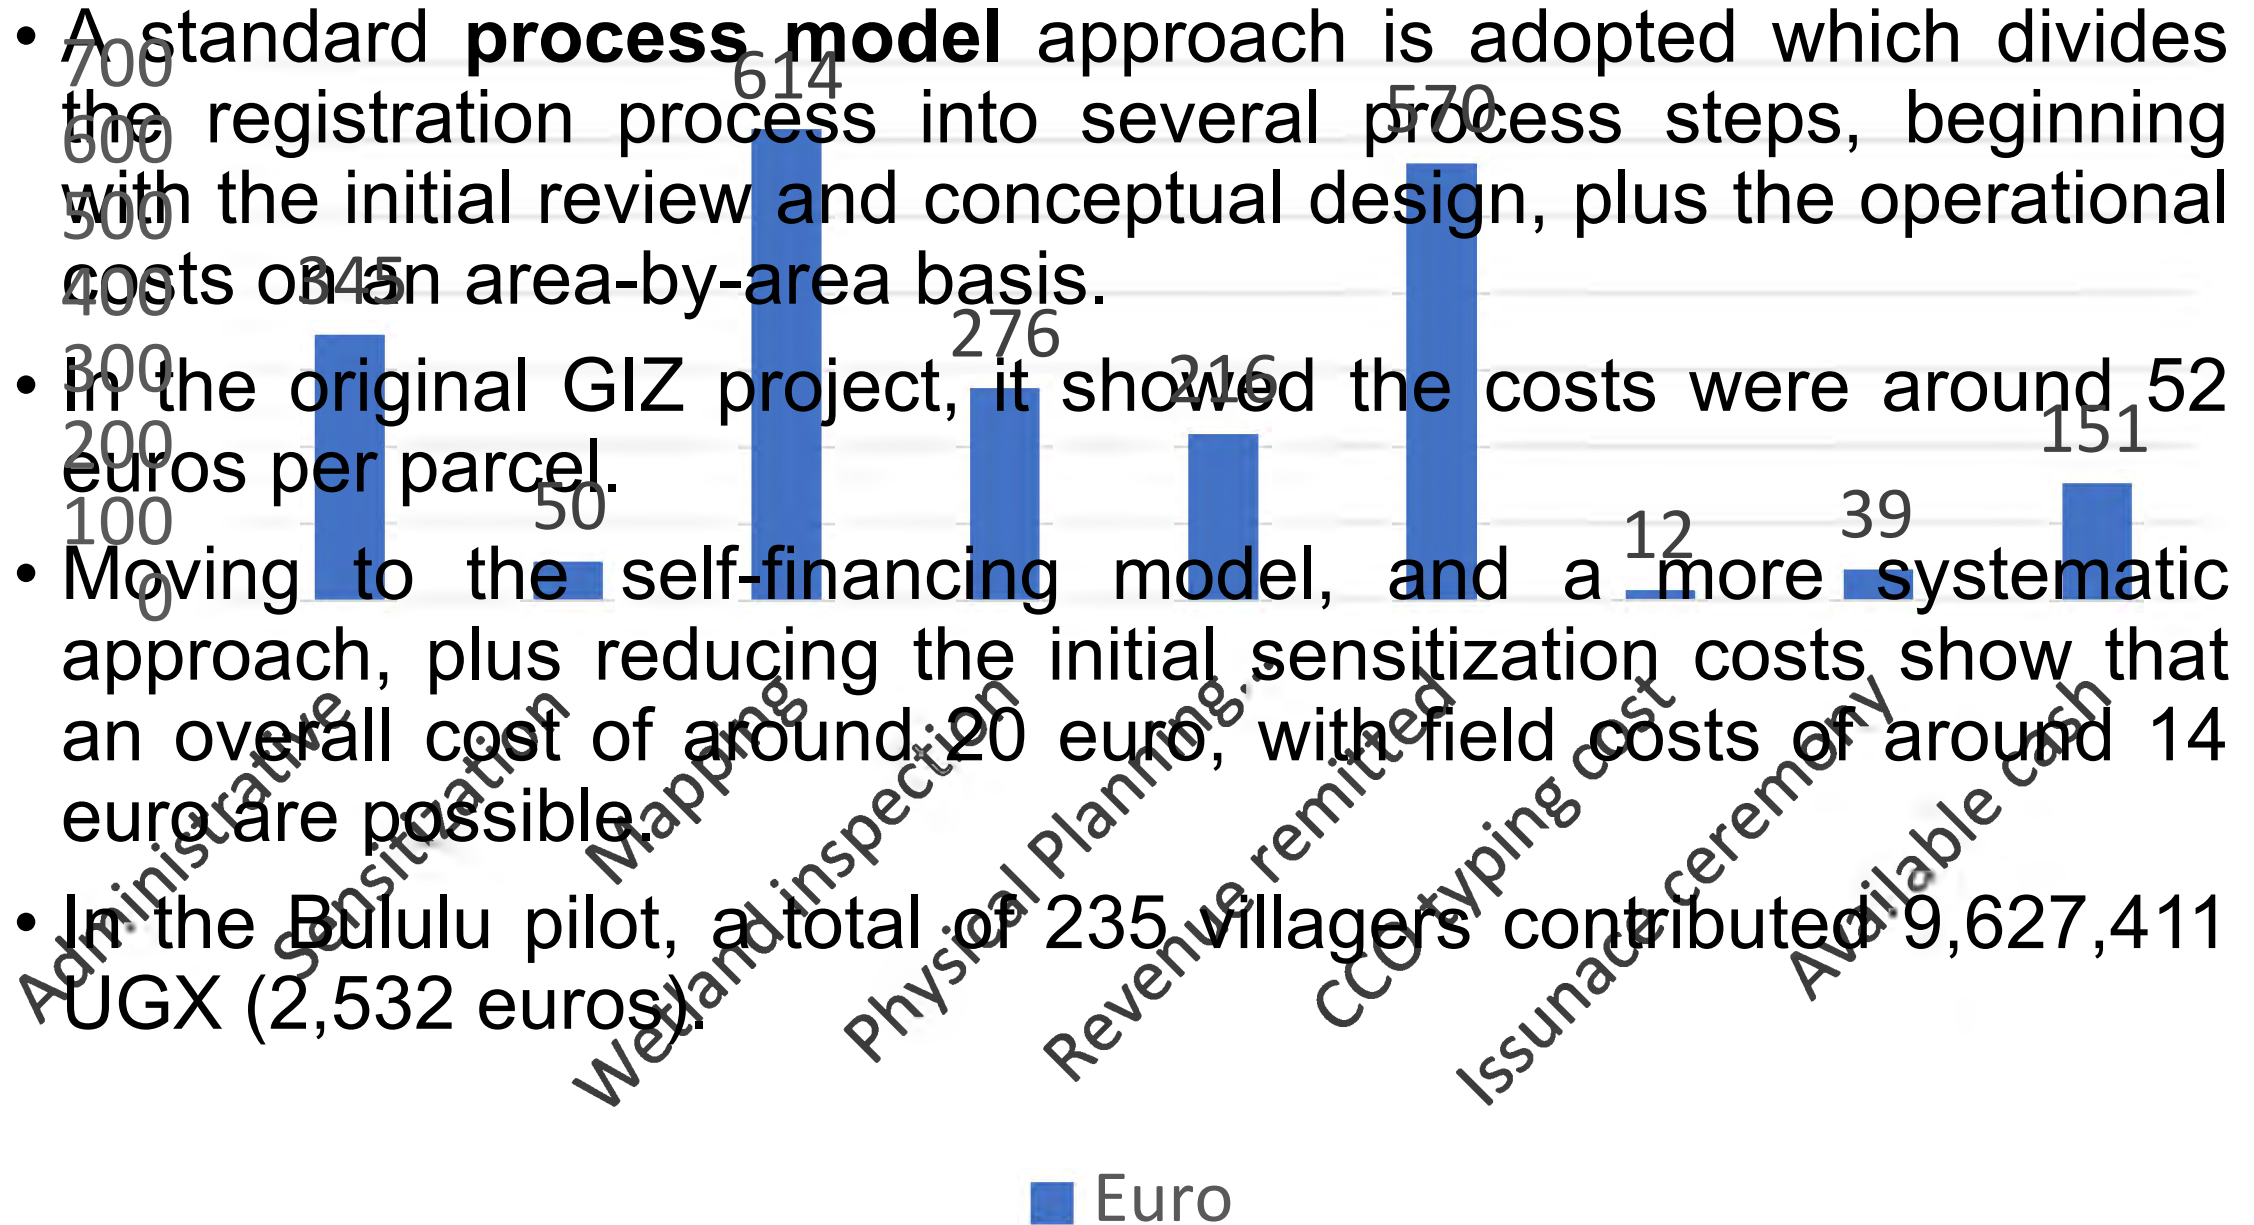 • A standard process model approach is adopted which divides
the registration process into several process steps, beginning
with the initial review and conceptual design, plus the operational
costs on an area-by-area basis.
• In the original GIZ project, it showed the costs were around 52
euros per parcel.
• Moving to the self-financing model, and a more systematic
approach, plus reducing the initial sensitization costs show that
an overall cost of around 20 euro, with field costs of around 14
euro are possible.
• In the Bululu pilot, a total of 235 villagers contributed 9,627,411
UGX (2,532 euros).
700
600
500
400
300
200
100
0
345
50
614
276
216
570
12
39
151
Administrative
Sensitization
Mapping
Wetland inspection
Physical Planning...
Revenue remitted
CCO typing cost
Issunace ceremony
Available cash
Euro